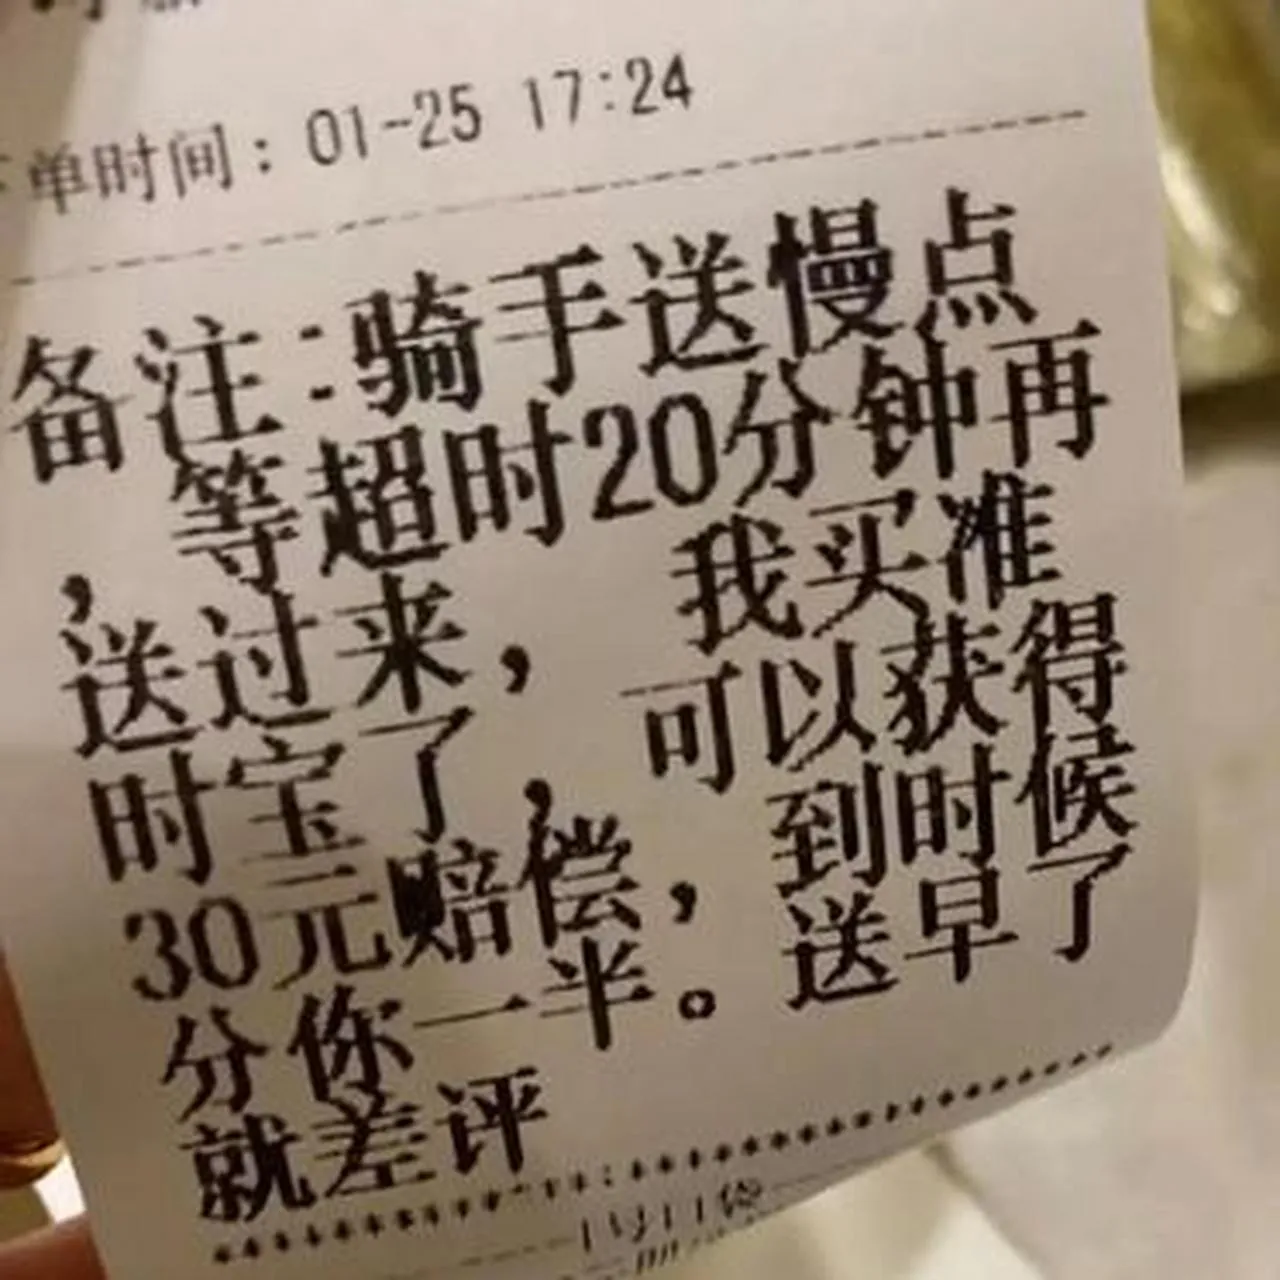 单时间：01-25 17:24
备注：骑手送慢点
，等超时20分钟再
送过来，我买准
时宝了，可以获得
30元赔偿，到时候
分你一半。送早了
就差评